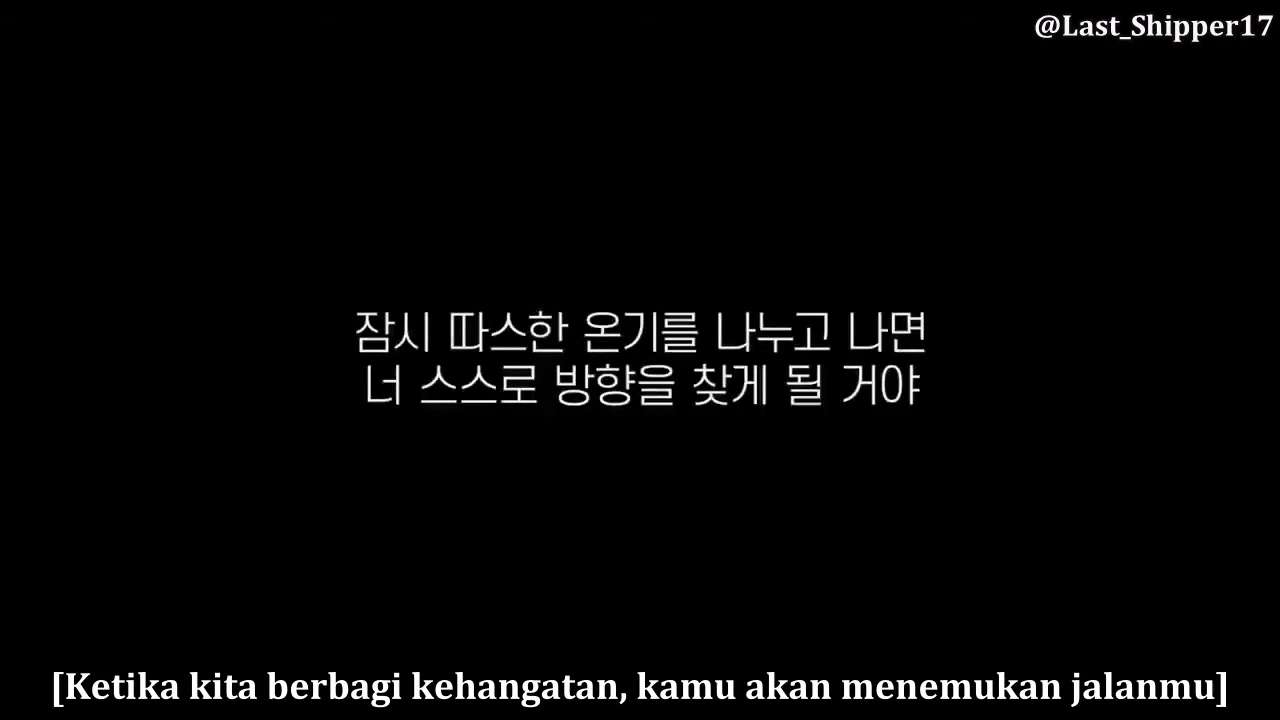 @Last_Shipper17
잠시 따스한 온기를 나누고 나면
너 스스로 방향을 찾게 될 거야
[Ketika kita berbagi kehangatan, kamu akan menemukan jalanmu]